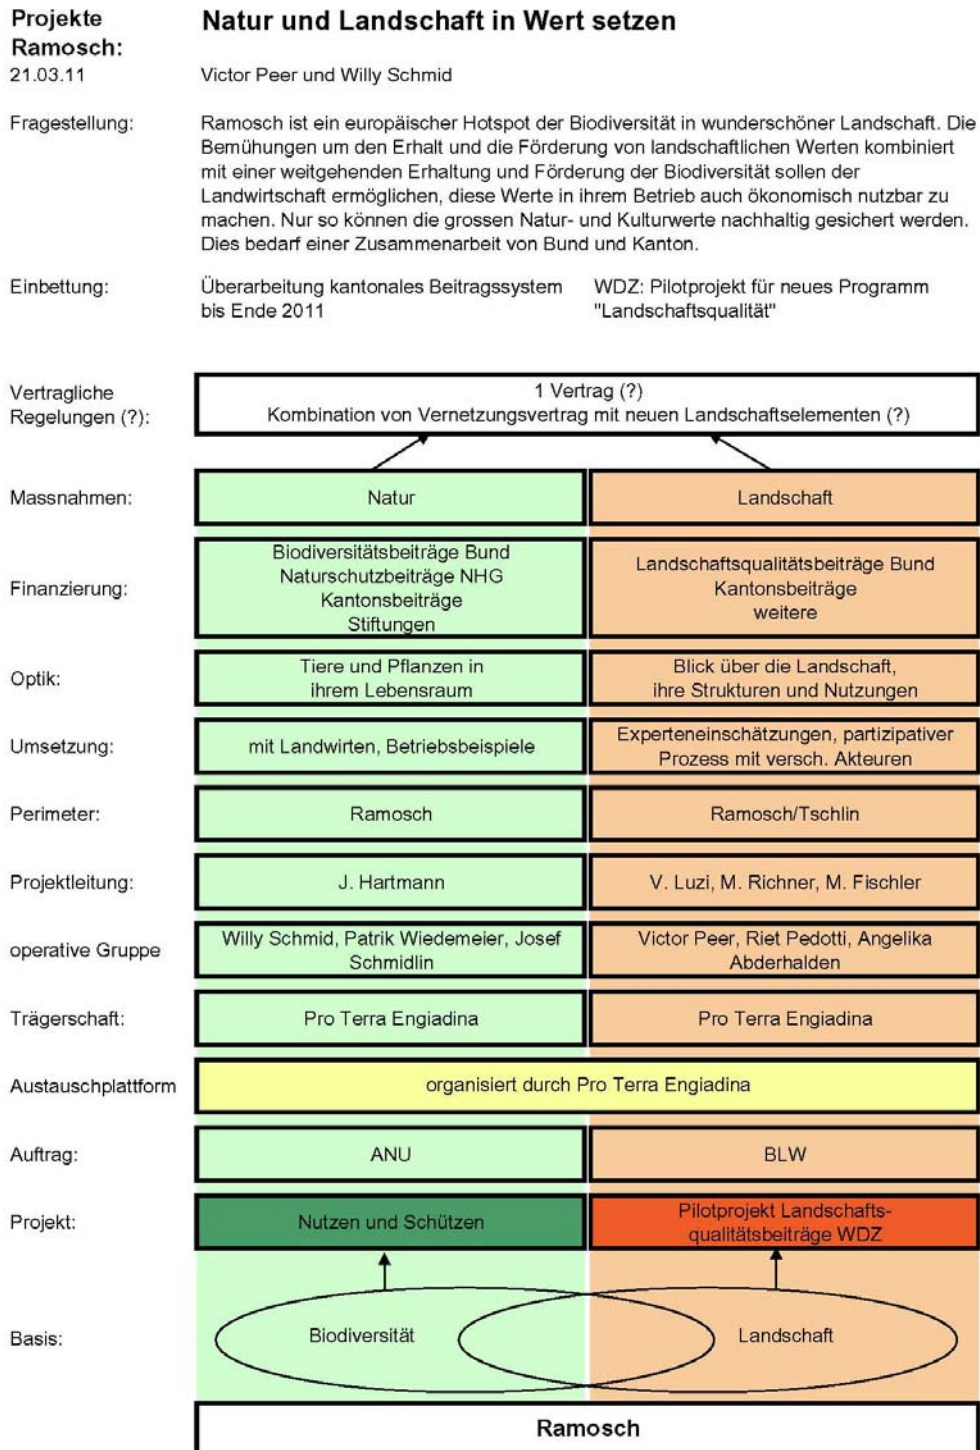 Projekte
Ramosch:
Natur und Landschaft in Wert setzen
21.03.11
Victor Peer und Willy Schmid
Fragestellung:
Ramosch ist ein europäischer Hotspot der Biodiversität in wunderschöner Landschaft. Die
Bemühungen um den Erhalt und die Förderung von landschaftlichen Werten kombiniert
mit einer weitgehenden Erhaltung und Förderung der Biodiversität sollen der
Landwirtschaft ermöglichen, diese Werte in ihrem Betrieb auch ökonomisch nutzbar zu
machen. Nur so können die grossen Natur- und Kulturwerte nachhaltig gesichert werden.
Dies bedarf einer Zusammenarbeit von Bund und Kanton.
Einbettung:
Überarbeitung kantonales Beitragssystem
bis Ende 2011
WDZ: Pilotprojekt für neues Programm
"Landschaftsqualität"
Vertragliche
Regelungen (?):
1 Vertrag (?)
Kombination von Vernetzungsvertrag mit neuen Landschaftselementen (?)
Massnahmen:
Natur
Landschaft
Finanzierung:
Biodiversitätsbeiträge Bund
Naturschutzbeiträge NHG
Kantonsbeiträge
Stiftungen
Landschaftsqualitätsbeiträge Bund
Kantonsbeiträge
weitere
Optik:
Tiere und Pflanzen in
ihrem Lebensraum
Blick über die Landschaft,
ihre Strukturen und Nutzungen
Umsetzung:
mit Landwirten, Betriebsbeispiele
Experteneinschätzungen, partizipativer
Prozess mit versch. Akteuren
Perimeter:
Ramosch
Ramosch/Tschlin
Projektleitung:
J. Hartmann
V. Luzi, M. Richner, M. Fischler
operative Gruppe
Willy Schmid, Patrik Wiedemeier, Josef
Schmidlin
Victor Peer, Riet Pedotti, Angelika
Abderhalden
Trägerschaft:
Pro Terra Engiadina
Pro Terra Engiadina
Austauschplattform
organisiert durch Pro Terra Engiadina
Auftrag:
ANU
BLW
Projekt:
Nutzen und Schützen
Pilotprojekt Landschafts-
qualitätsbeiträge WDZ
Basis:
Biodiversität
Landschaft
Ramosch